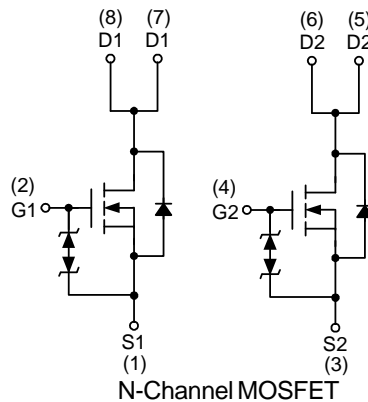 (8) (7)
D1 D1
(6) (5)
D2 D2
(2)
G1
(4)
G2
S1
(1)
S2
(3)
N-Channel MOSFET